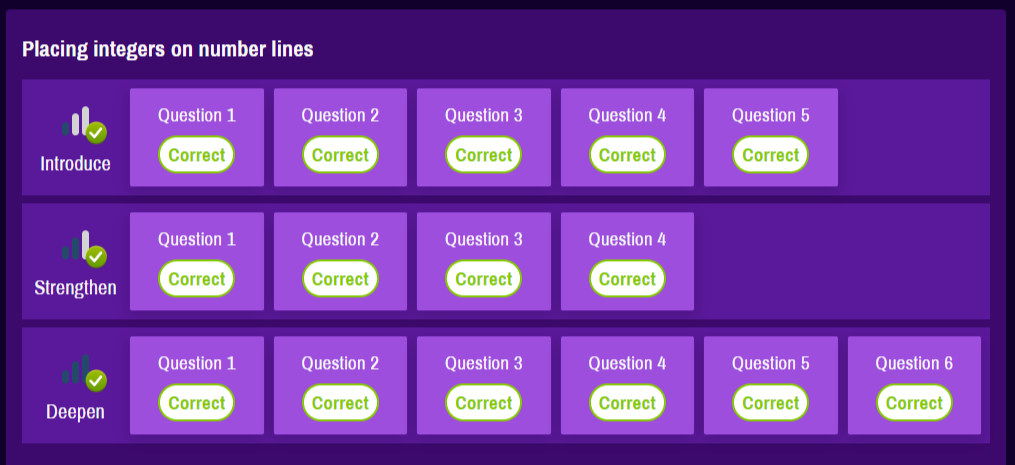 Placing integers on number lines
Question 1 Question 2 Question 3 Question 4 Question 5
Correct Correct Correct Correct Correct
Introduce
Question 1 Question 2 Question 3 Question 4
Correct Correct Correct Correct
Strengthen
Question 1 Question 2 Question 3 Question 4 Question 5 Question 6
Correct Correct Correct Correct Correct Correct
Deepen